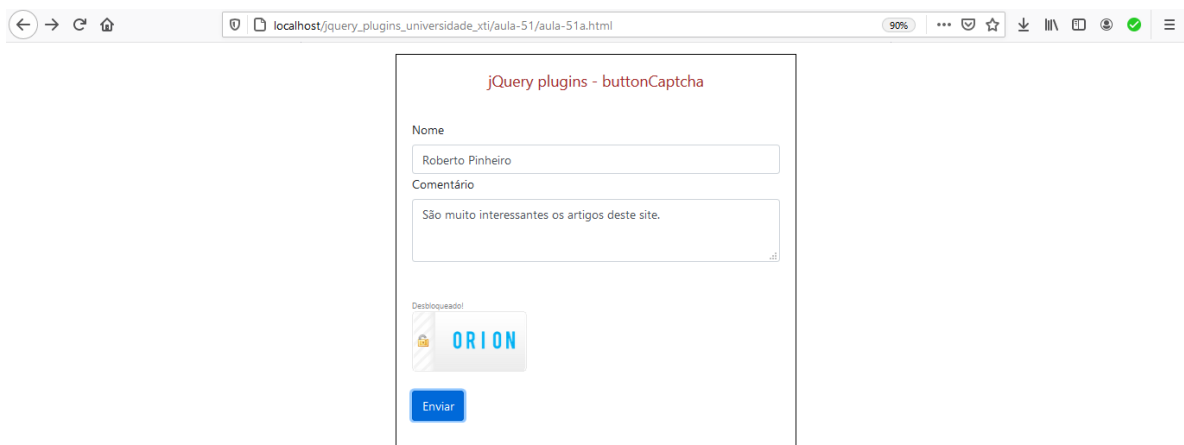 localhost/jquery_plugins_universidade_xti/aula-51/aula-51a.html 90%
jQuery plugins - buttonCaptcha
Nome
Roberto Pinheiro
Comentário
São muito interessantes os artigos deste site.
Desbloqueado!
ORION
Enviar